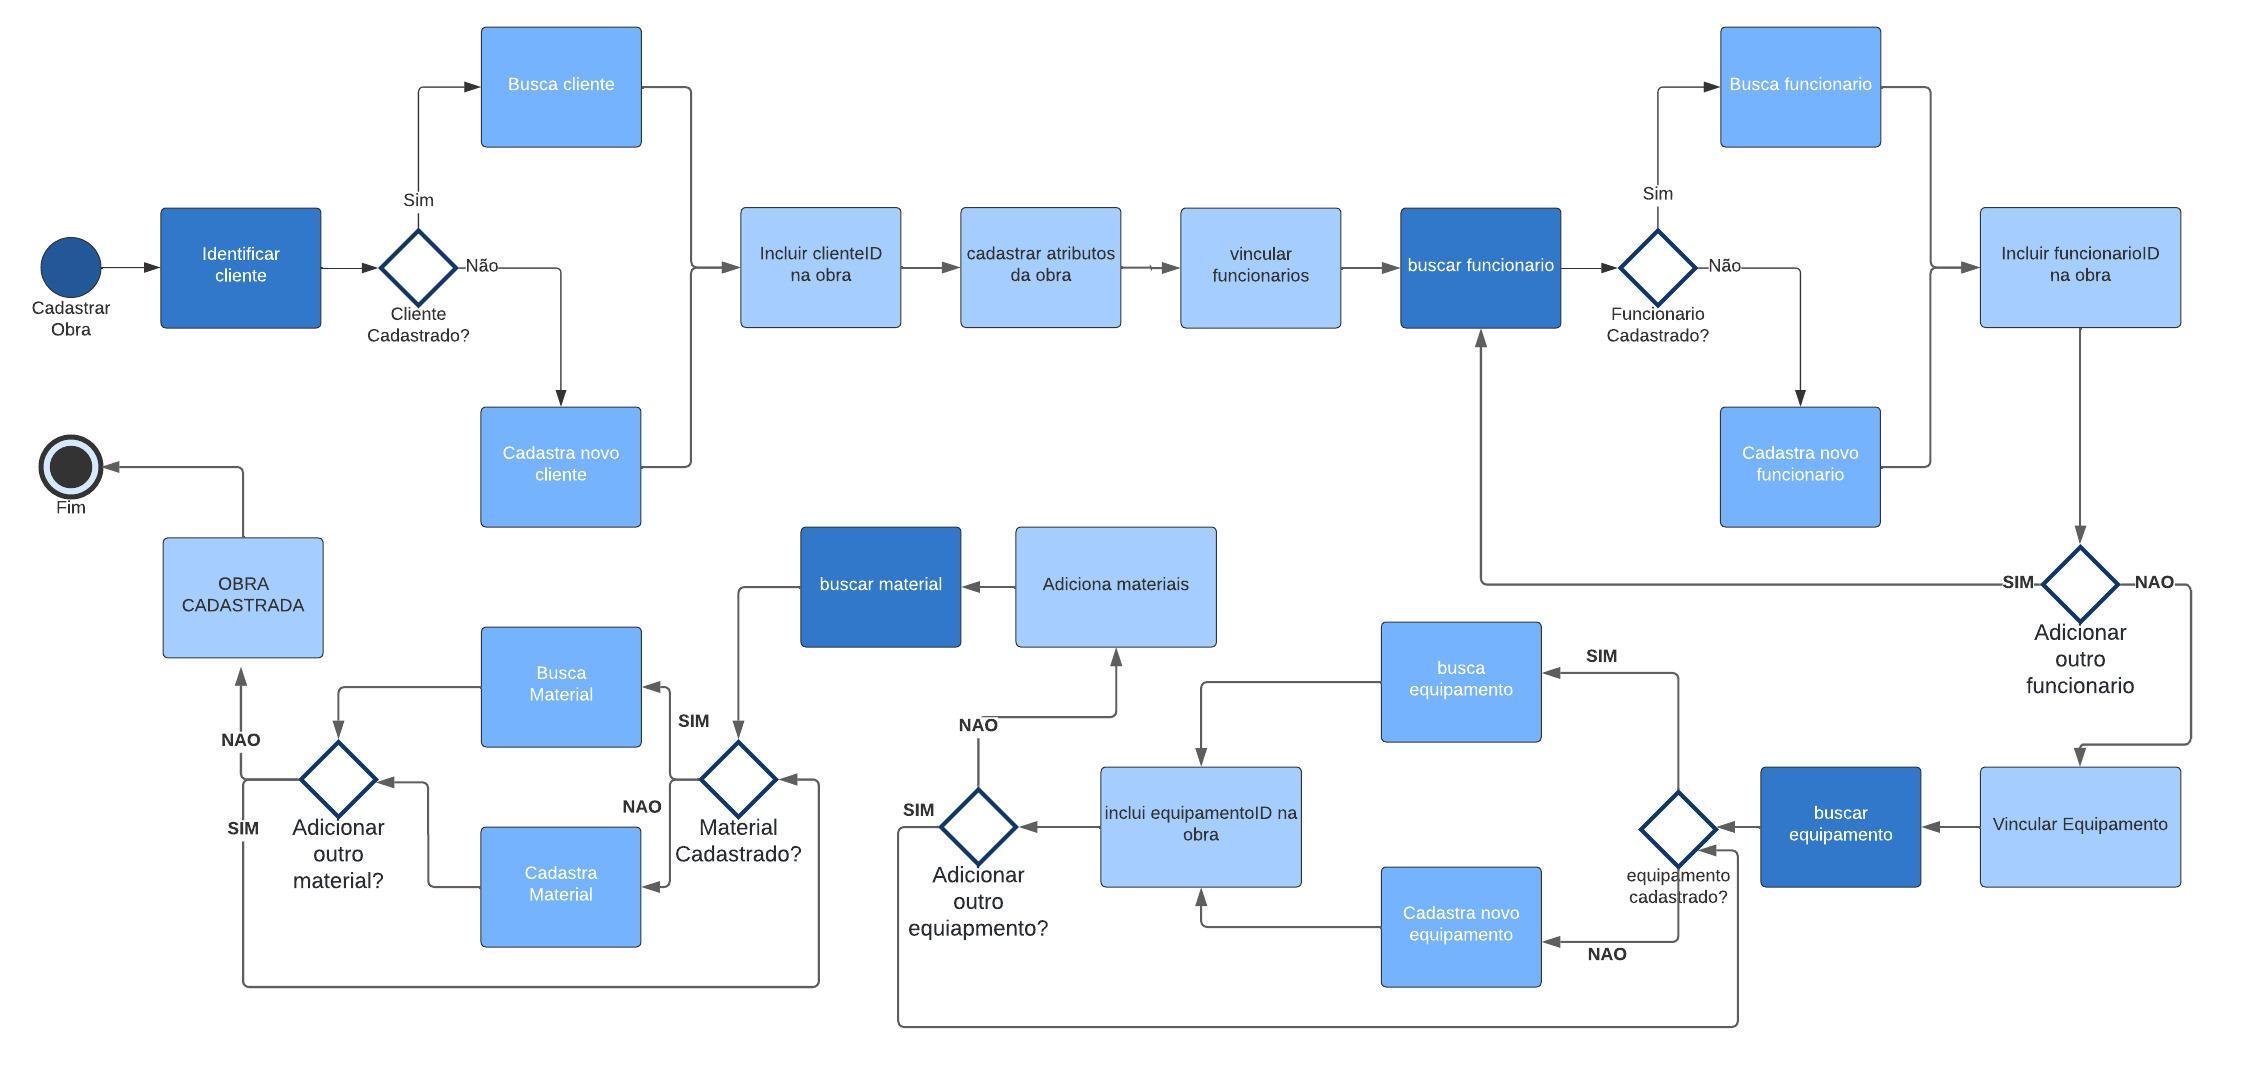 Cadastrar
Obra
Identificar
cliente
Cliente
Cadastrado?
Sim
Não
Busca cliente
Cadastra novo
cliente
Incluir clienteID
na obra
cadastrar atributos
da obra
vincular
funcionarios
buscar funcionario
Funcionario
Cadastrado?
Sim
Não
Busca funcionario
Cadastra novo
funcionario
Incluir funcionarioID
na obra
SIM
NAO
Adicionar
outro
funcionario
Vincular Equipamento
buscar
equipamento
equipamento
cadastrado?
SIM
NAO
busca
equipamento
Cadastra novo
equipamento
inclui equipamentoID na
obra
Adicionar
outro
equiapmento?
SIM
NAO
Adiciona materiais
buscar material
Material
Cadastrado?
SIM
NAO
Busca
Material
Cadastra
Material
Adicionar
outro
material?
NAO
SIM
OBRA
CADASTRADA
Fim